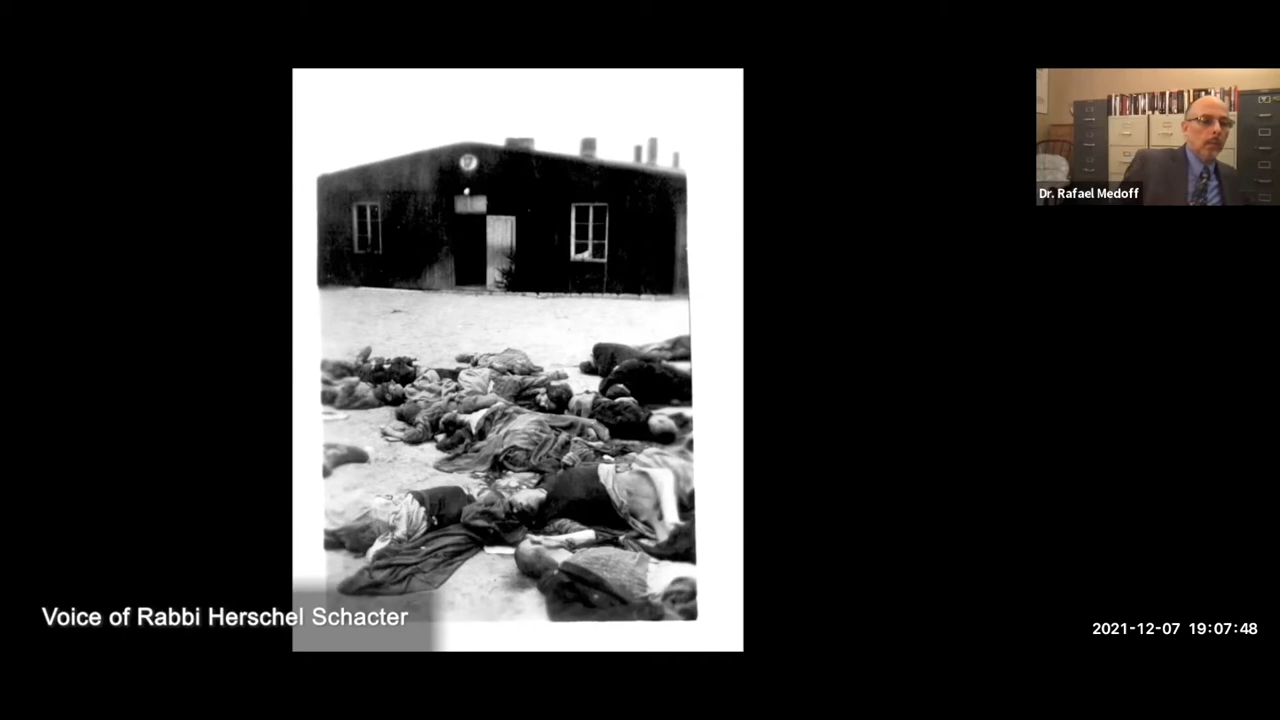 Dr. Rafael Medoff
Voice of Rabbi Herschel Schacter
2021-12-07 19:07:48